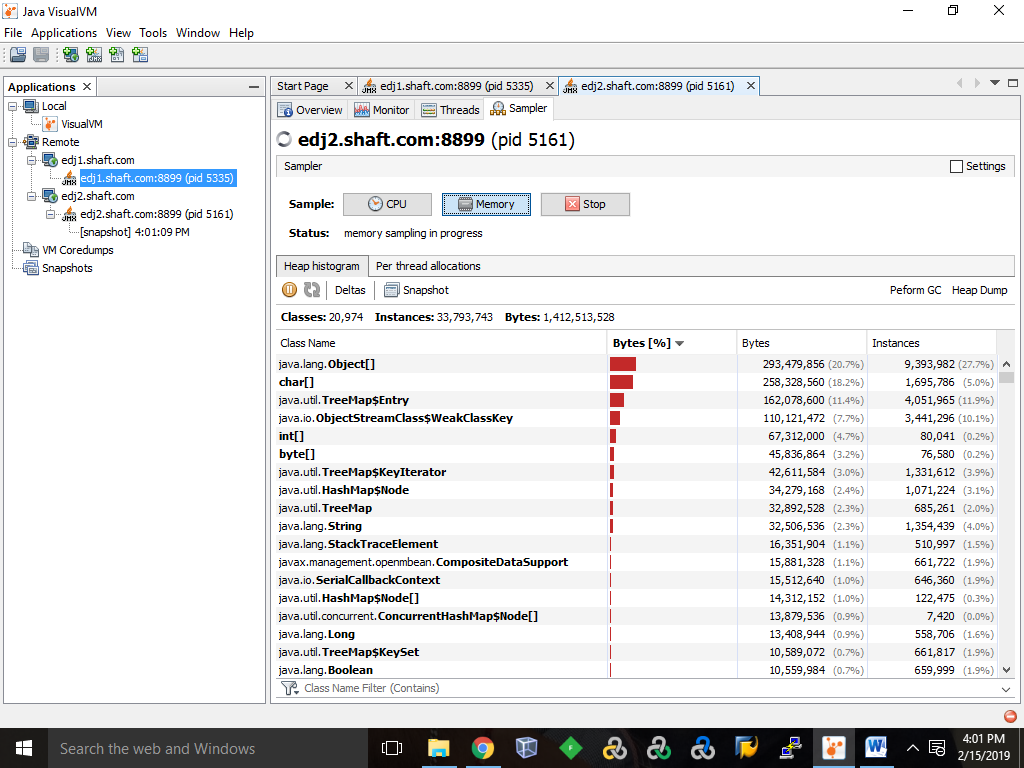 Java VisualVM
File Applications View Tools Window Help
Applications
Start Page
edj1.shaft.com:8899 (pid 5335)
edj2.shaft.com:8899 (pid 5161)
Local
VisualVM
Remote
edj1.shaft.com
edj1.shaft.com:8899 (pid 5335)
edj2.shaft.com
edj2.shaft.com:8899 (pid 5161)
[snapshot] 4:01:09 PM
VM Coredumps
Snapshots
Overview Monitor Threads Sampler
edj2.shaft.com:8899 (pid 5161)
Sampler Settings
Sample: CPU Memory Stop
Status: memory sampling in progress
Heap histogram Per thread allocations
Deltas Snapshot Peform GC Heap Dump
Classes: 20,974 Instances: 33,793,743 Bytes: 1,412,513,528
Class Name Bytes [%] Bytes Instances
java.lang.Object[] 293,479,856 (20.7%) 9,393,982 (27.7%)
char[] 258,328,560 (18.2%) 1,695,786 (5.0%)
java.util.TreeMap$Entry 162,078,600 (11.4%) 4,051,965 (11.9%)
java.io.ObjectStreamClass$WeakClassKey 110,121,472 (7.7%) 3,441,296 (10.1%)
int[] 67,312,000 (4.7%) 80,041 (0.2%)
byte[] 45,836,864 (3.2%) 76,580 (0.2%)
java.util.TreeMap$KeyIterator 42,611,584 (3.0%) 1,331,612 (3.9%)
java.util.HashMap$Node 34,279,168 (2.4%) 1,071,224 (3.1%)
java.util.TreeMap 32,892,528 (2.3%) 685,261 (2.0%)
java.lang.String 32,506,536 (2.3%) 1,354,439 (4.0%)
java.lang.StackTraceElement 16,351,904 (1.1%) 510,997 (1.5%)
javax.management.openmbean.CompositeDataSupport 15,881,328 (1.1%) 661,722 (1.9%)
java.io.SerialCallbackContext 15,512,640 (1.0%) 646,360 (1.9%)
java.util.HashMap$Node[] 14,312,152 (1.0%) 122,475 (0.3%)
java.util.concurrent.ConcurrentHashMap$Node[] 13,879,536 (0.9%) 7,420 (0.0%)
java.lang.Long 13,408,944 (0.9%) 558,706 (1.6%)
java.util.TreeMap$KeySet 10,589,072 (0.7%) 661,817 (1.9%)
java.lang.Boolean 10,559,984 (0.7%) 659,999 (1.9%)
Class Name Filter (Contains)
Search the web and Windows
4:01 PM
2/15/2019